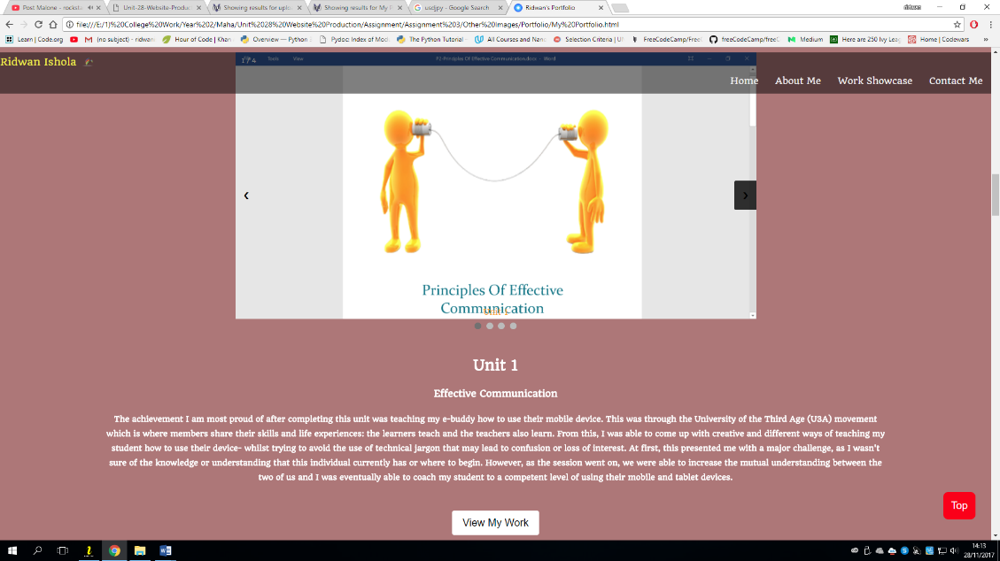 Post Malone - rocksta
Unit-28-Website-Produc
Showing results for uplo
Showing results for My P
usdjpy - Google Search
Ridwan's Portfolio
ridwan
file:///E:/1)%20College%20Work/Year%202/Maha/Unit%2028%20Website%20Production/Assignment/Assignment%203/Other%20Images/Portfolio/My%20Portfolio.html
Learn | Code.org
(no subject) - ridwan
Hour of Code | Khan
Overview — Python
Pydoc: Index of Mod
The Python Tutorial
All Courses and Nano
Selection Criteria | UF
FreeCodeCamp/FreeC
freeCodeCamp/freeC
Medium
Here are 250 Ivy Leag
Home | Codewars
»
Ridwan Ishola
1 / 4
Tools View
P2-Principles Of Effective-Communication.docx - Word
Home About Me Work Showcase Contact Me
❮ ❯
Principles Of Effective
Communication
Unit 1
Unit 1
Effective Communication
The achievement I am most proud of after completing this unit was teaching my e-buddy how to use their mobile device. This was through the University of the Third Age (U3A) movement
which is where members share their skills and life experiences: the learners teach and the teachers also learn. From this, I was able to come up with creative and different ways of teaching my
student how to use their device- whilst trying to avoid the use of technical jargon that may lead to confusion or loss of interest. At first, this presented me with a major challenge, as I wasn't
sure of the knowledge or understanding that this individual currently has or where to begin. However, as the session went on, we were able to increase the mutual understanding between the
two of us and I was eventually able to coach my student to a competent level of using their mobile and tablet devices.
Top
View My Work
14:13
28/11/2017